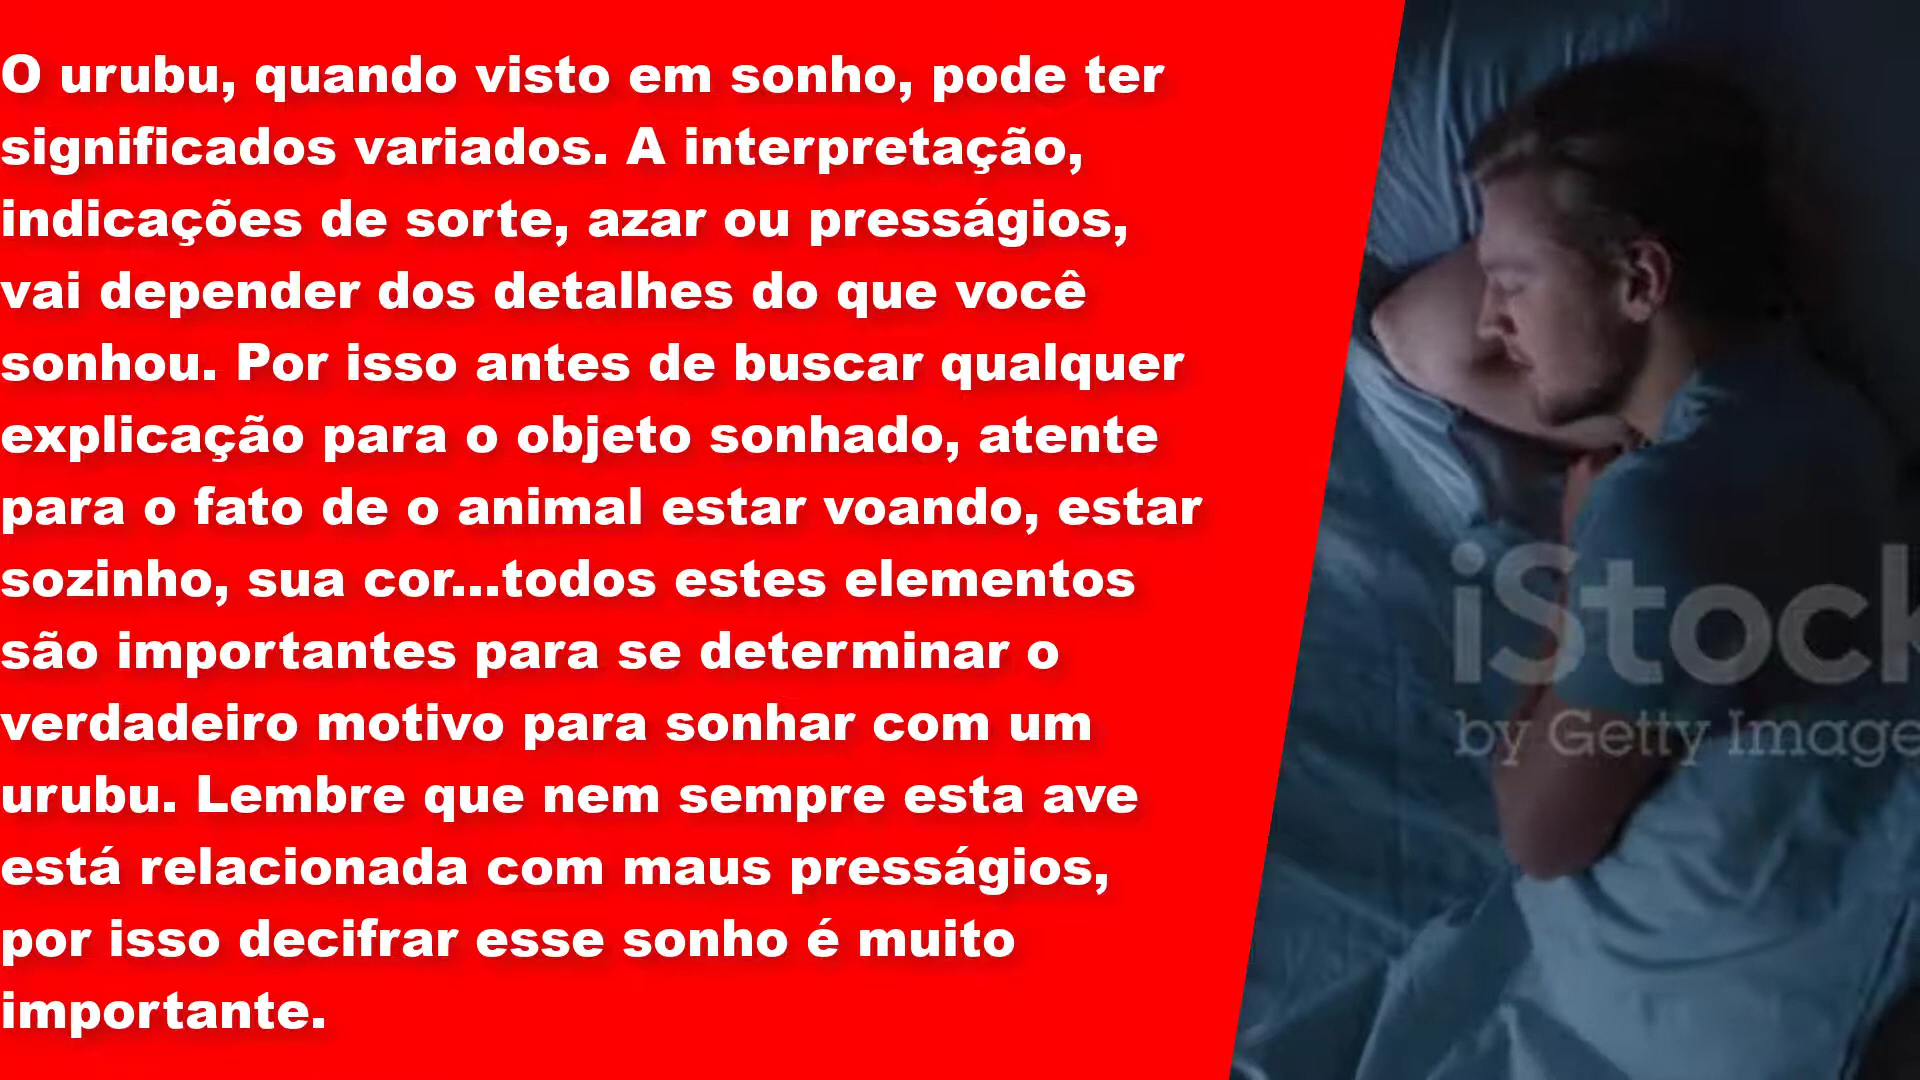 O urubu, quando visto em sonho, pode ter
significados variados. A interpretação,
indicações de sorte, azar ou pressságios,
vai depender dos detalhes do que você
sonhou. Por isso antes de buscar qualquer
explicação para o objeto sonhado, atente
para o fato de o animal estar voando, estar
sozinho, sua cor...todos estes elementos
são importantes para se determinar o
verdadeiro motivo para sonhar com um
urubu. Lembre que nem sempre esta ave
está relacionada com maus presságios,
por isso decifrar esse sonho é muito
importante.
iStock
by Getty Image